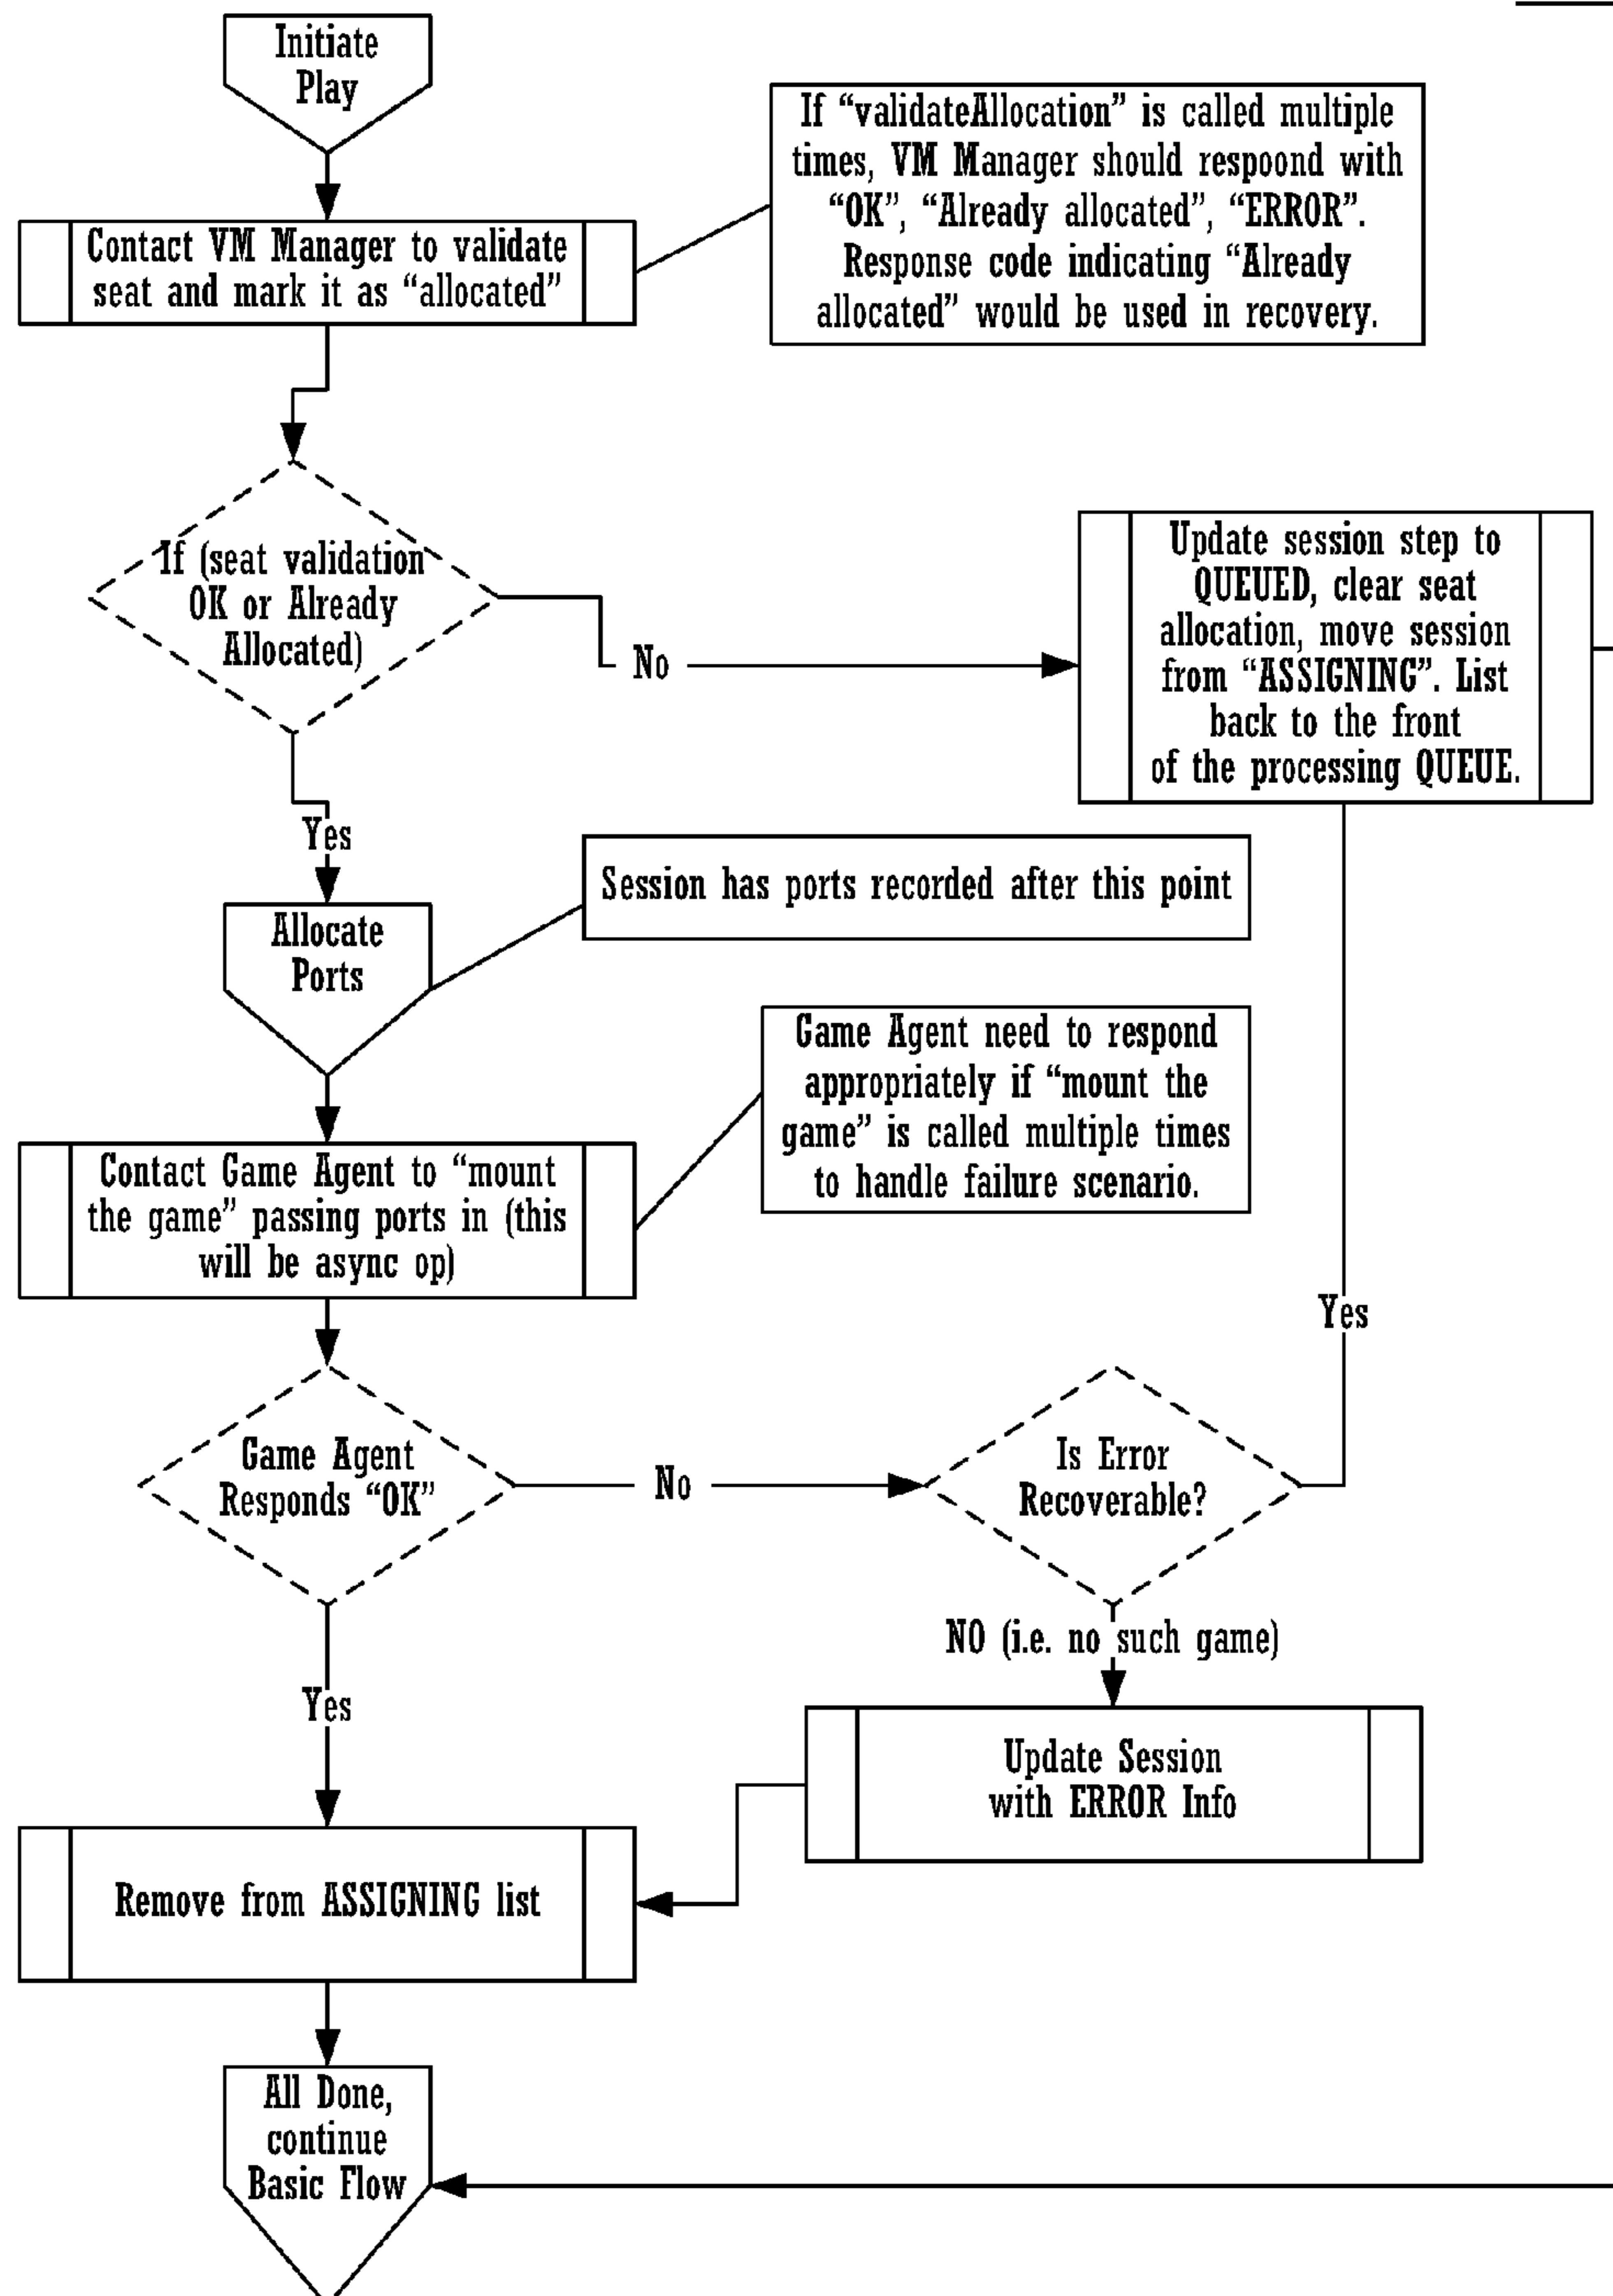 Initiate
Play
If “validateAllocation” is called multiple
times, VM Manager should respoond with
“OK”, “Already allocated”, “ERROR”.
Response code indicating “Already
allocated” would be used in recovery.
Contact VM Manager to validate
seat and mark it as “allocated”
If (seat validation
OK or Already
Allocated)
No
Update session step to
QUEUED, clear seat
allocation, move session
from “ASSIGNING”. List
back to the front
of the processing QUEUE.
Yes
Session has ports recorded after this point
Allocate
Ports
Game Agent need to respond
appropriately if “mount the
game” is called multiple times
to handle failure scenario.
Contact Game Agent to “mount
the game” passing ports in (this
will be async op)
Yes
Game Agent
Responds “OK”
No
Is Error
Recoverable?
NO (i.e. no such game)
Yes
Update Session
with ERROR Info
Remove from ASSIGNING list
All Done,
continue
Basic Flow